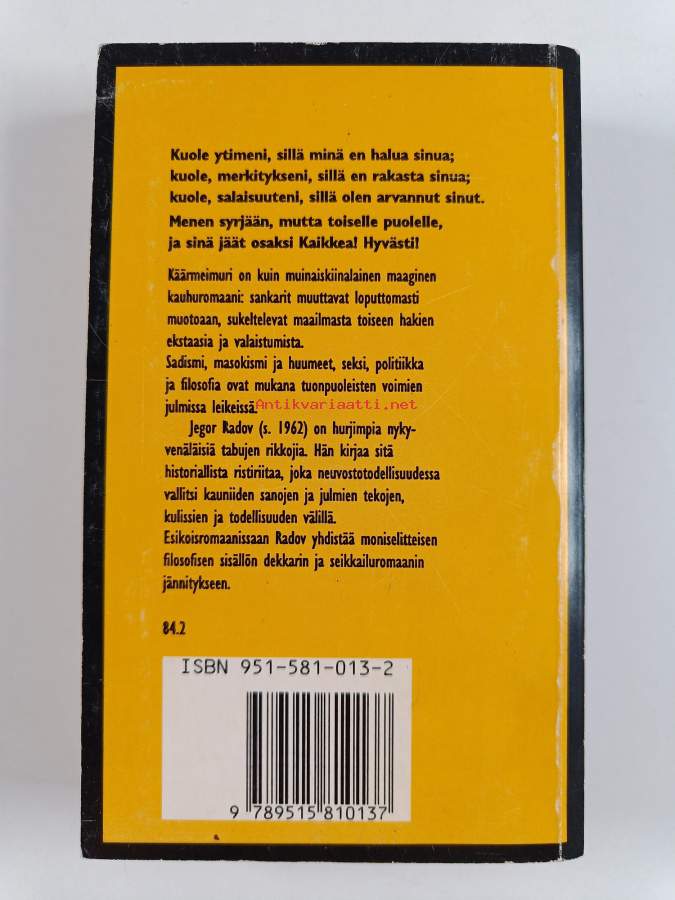 Kuole ytimeni, sillä minä en halua sinua;
kuole, merkitykseni, sillä en rakasta sinua;
kuole, salaisuuteni, sillä olen arvannut sinut.
Menen syrjään, mutta toiselle puolelle,
ja sinä jäät osaksi Kaikkea! Hyvästi!
Käärmeimuri on kuin muinaiskiinalainen maaginen
kauhuromaani: sankarit muuttavat loputtomasti
muotoaan, sukeltelevat maailmasta toiseen hakien
ekstaasia ja valaistumista.
Sadismi, masokismi ja huumeet, seksi, politiikka
ja filosofia ovat mukana tuonpuoleisten voimien
julmissa leikeissä.
Antikvariaatti.net
Jegor Radov (s. 1962) on hurjimpia nyky-
venäläisiä tabujen rikkojia. Hän kirjaa sitä
historiallista ristiriitaa, joka neuvostotodellisuudessa
vallitsi kauniiden sanojen ja julmien tekojen,
kulissien ja todellisuuden välillä.
Esikoisromaanissaan Radov yhdistää moniselitteisen
filosofisen sisällön dekkarin ja seikkailuromaanin
jännitykseen.
84.2
ISBN 951-581-013-2
9 789515 810137